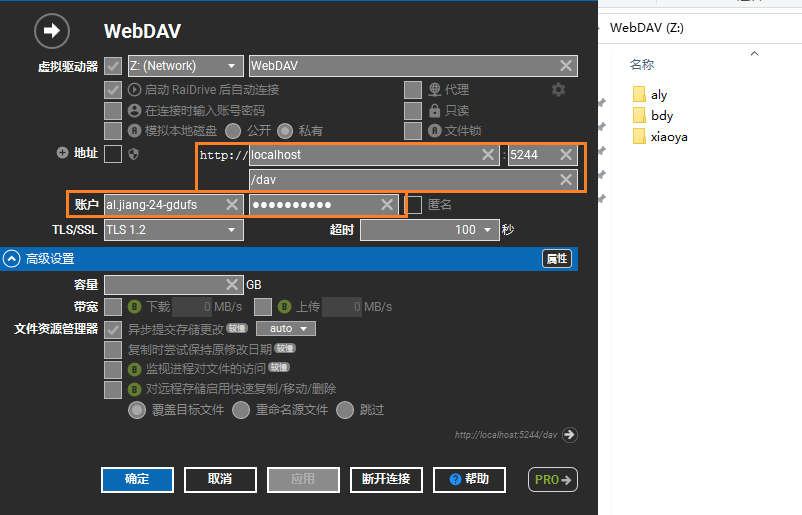 WebDAV
虚拟驱动器 Z: (Network) WebDAV
启动 RaiDrive 后自动连接 代理
在连接时输入账号密码 只读
模拟本地磁盘 公开 私有 文件锁
地址 http:// localhost : 5244
/dav
账户 al.jiang-24-gdufs ●●●●●●●●●● 匿名
TLS/SSL TLS 1.2 超时 100 秒
高级设置 属性
容量 GB
带宽 B 下载 0 MB/s B 上传 0 MB/s
文件资源管理器 异步提交存储更改 较慢 auto
复制时尝试保持原修改日期 较慢
B 监视进程对文件的访问 较慢
B 对远程存储启用快速复制/移动/删除
覆盖目标文件 重命名源文件 跳过
http://localhost:5244/dav
确定 取消 应用 断开连接 ? 帮助 PRO
WebDAV (Z:)
名称
aly
bdy
xiaoya